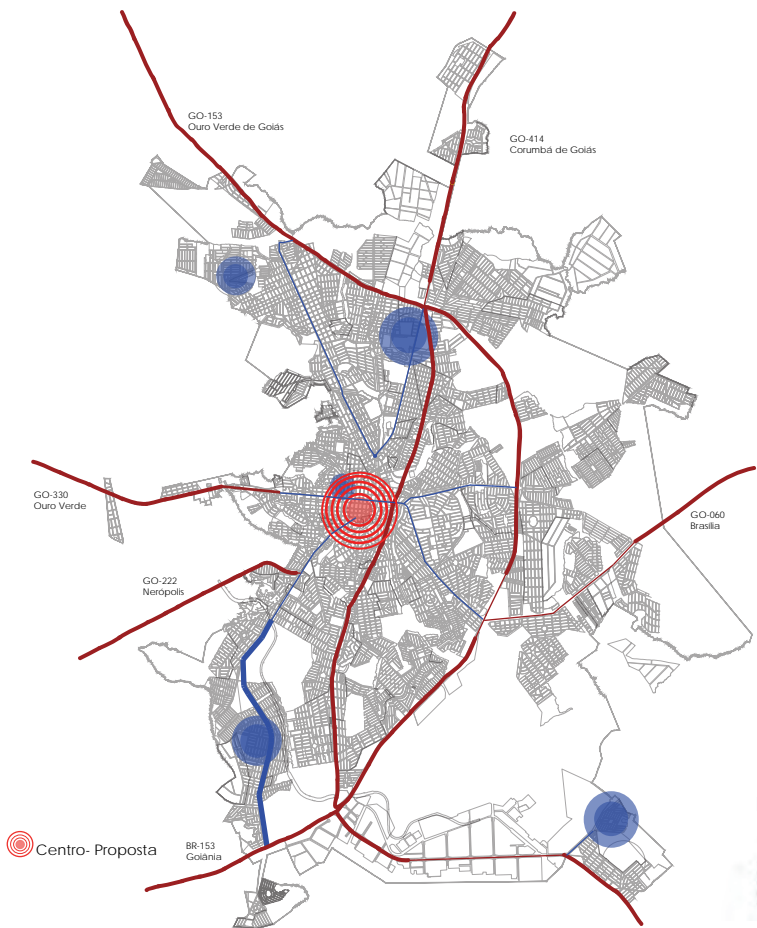 GO-153
Ouro Verde de Goiás
GO-414
Corumbá de Goiás
GO-330
Ouro Verde
GO-060
Brasília
GO-222
Nerópolis
Centro- Proposta
BR-153
Goiânia